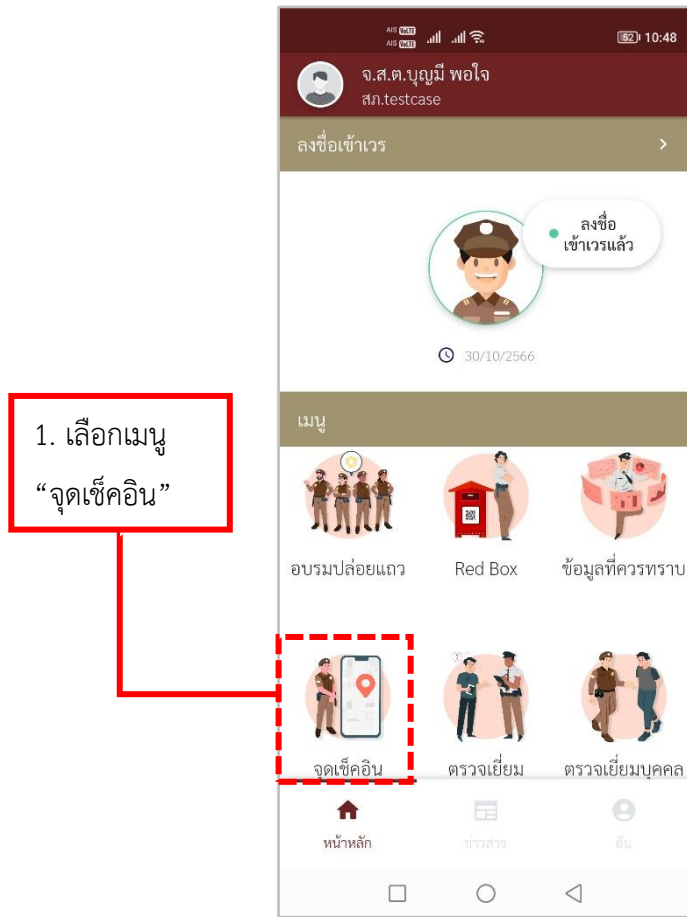 AIS VoLTE
AIS VoLTE
52 10:48
จ.ส.ต.บุญมี พอใจ
สภ.testcase
ลงชื่อเข้าเวร
ลงชื่อ
เข้าเวรแล้ว
30/10/2566
เมนู
1. เลือกเมนู
“จุดเช็คอิน”
อบรมปล่อยแถว Red Box ข้อมูลที่ควรทราบ
จุดเช็คอิน ตรวจเยี่ยม ตรวจเยี่ยมบุคคล
หน้าหลัก ข่าวสาร ฉัน